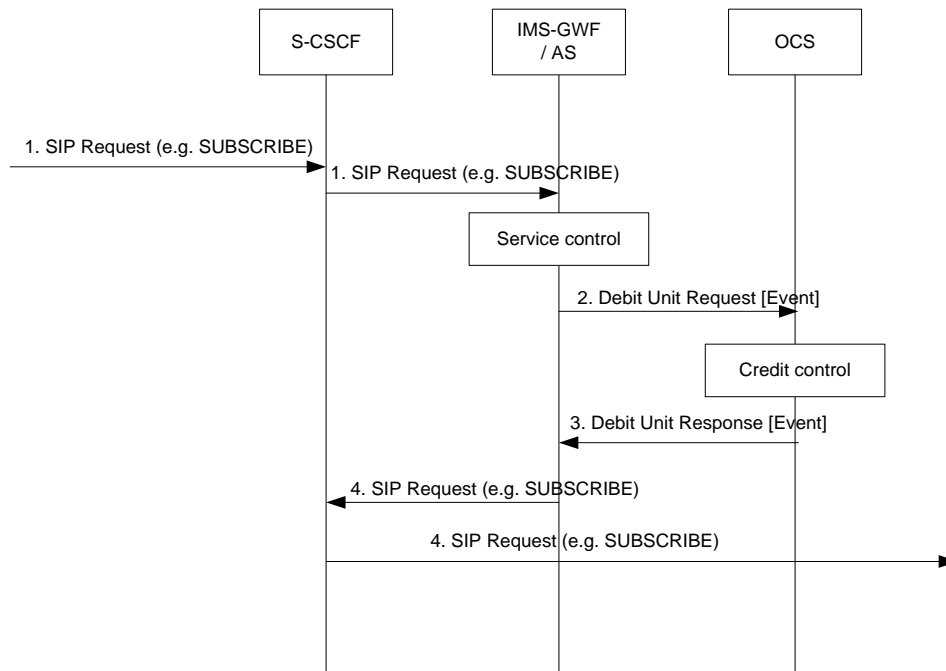 S-CSCF
IMS-GWF
/ AS
OCS
1. SIP Request (e.g. SUBSCRIBE)
1. SIP Request (e.g. SUBSCRIBE)
Service control
2. Debit Unit Request [Event]
Credit control
3. Debit Unit Response [Event]
4. SIP Request (e.g. SUBSCRIBE)
4. SIP Request (e.g. SUBSCRIBE)